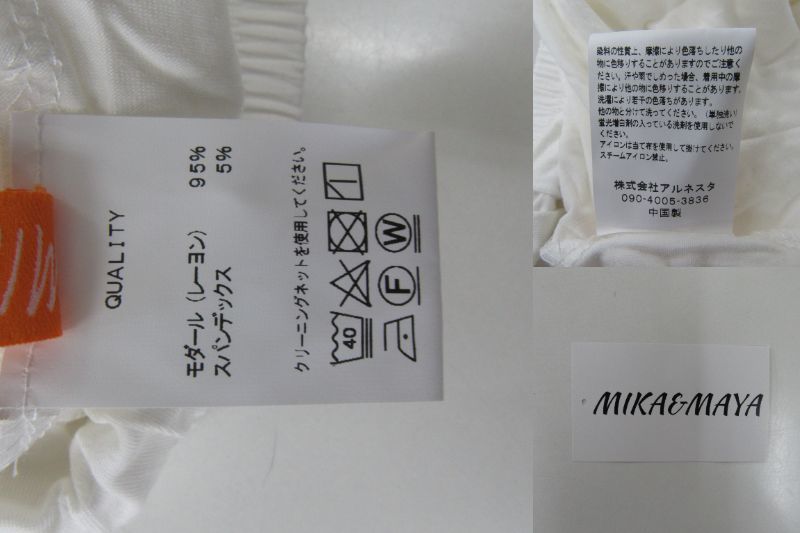 QUALITY
モダール(レーヨン) 95%
スパンデックス 5%
クリーニングネットを使用してください。
40
F W
染料の性質上、摩擦により色落ちしたり他の
物に色移りすることがありますのでご注意く
ださい。汗や雨でしめった場合、着用中の摩
擦により他の物に色移りすることがあります。
洗濯により若干の色落ちがあります。
他の物と分けて洗ってください。(単独洗い)
蛍光増白剤の入っている洗剤を使用しないで
ください。
アイロンは当て布を使用して掛けてください。
スチームアイロン禁止。
株式会社アルネスタ
090-4005-3836
中国製
MIKA&MAYA